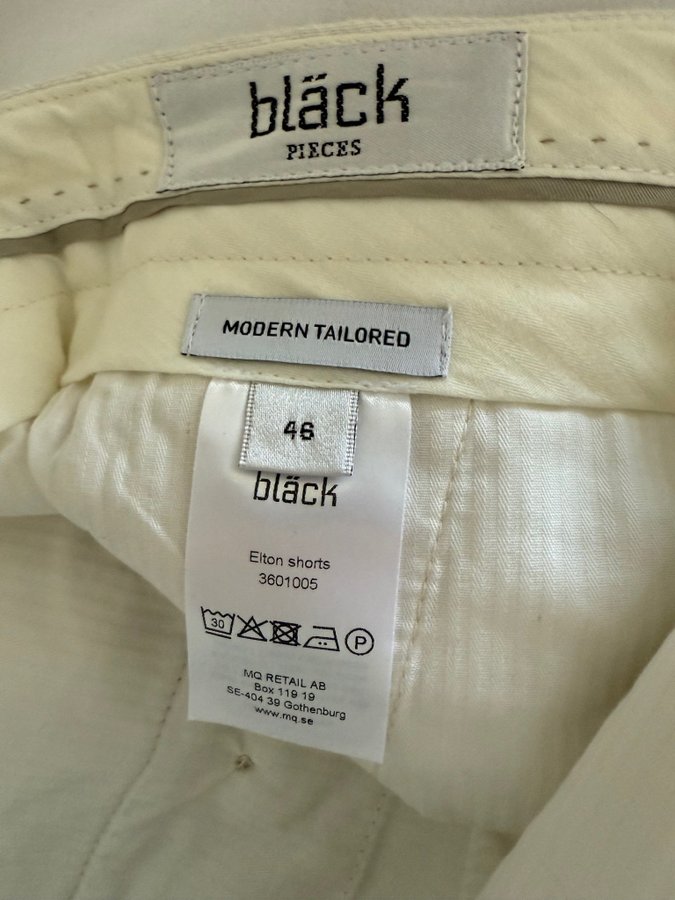 bläck
PIECES
MODERN TAILORED
46
bläck
Elton shorts
3601005
30
P
MQ RETAIL AB
Box 119 19
SE-404 39 Gothenburg
www.mq.se